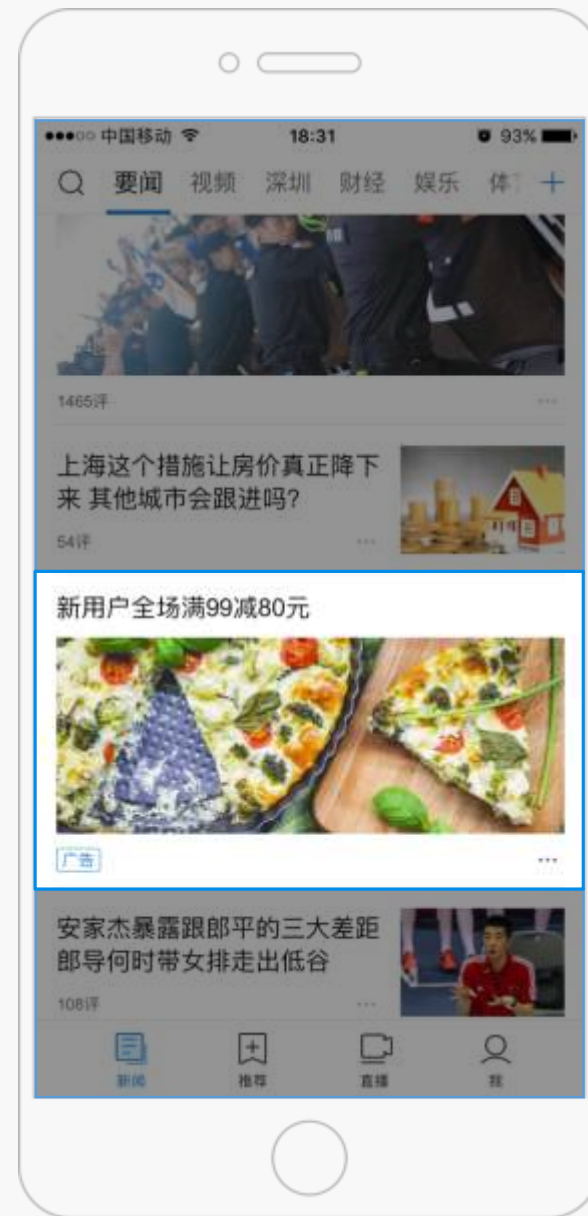 中国移动 18:31 93%
要闻 视频 深圳 财经 娱乐 体
1465评
上海这个措施让房价真正降下
来 其他城市会跟进吗?
54评
新用户全场满99减80元
广告
安家杰暴露跟郎平的三大差距
郎导何时带女排走出低谷
108评
新闻 推荐 直播 我